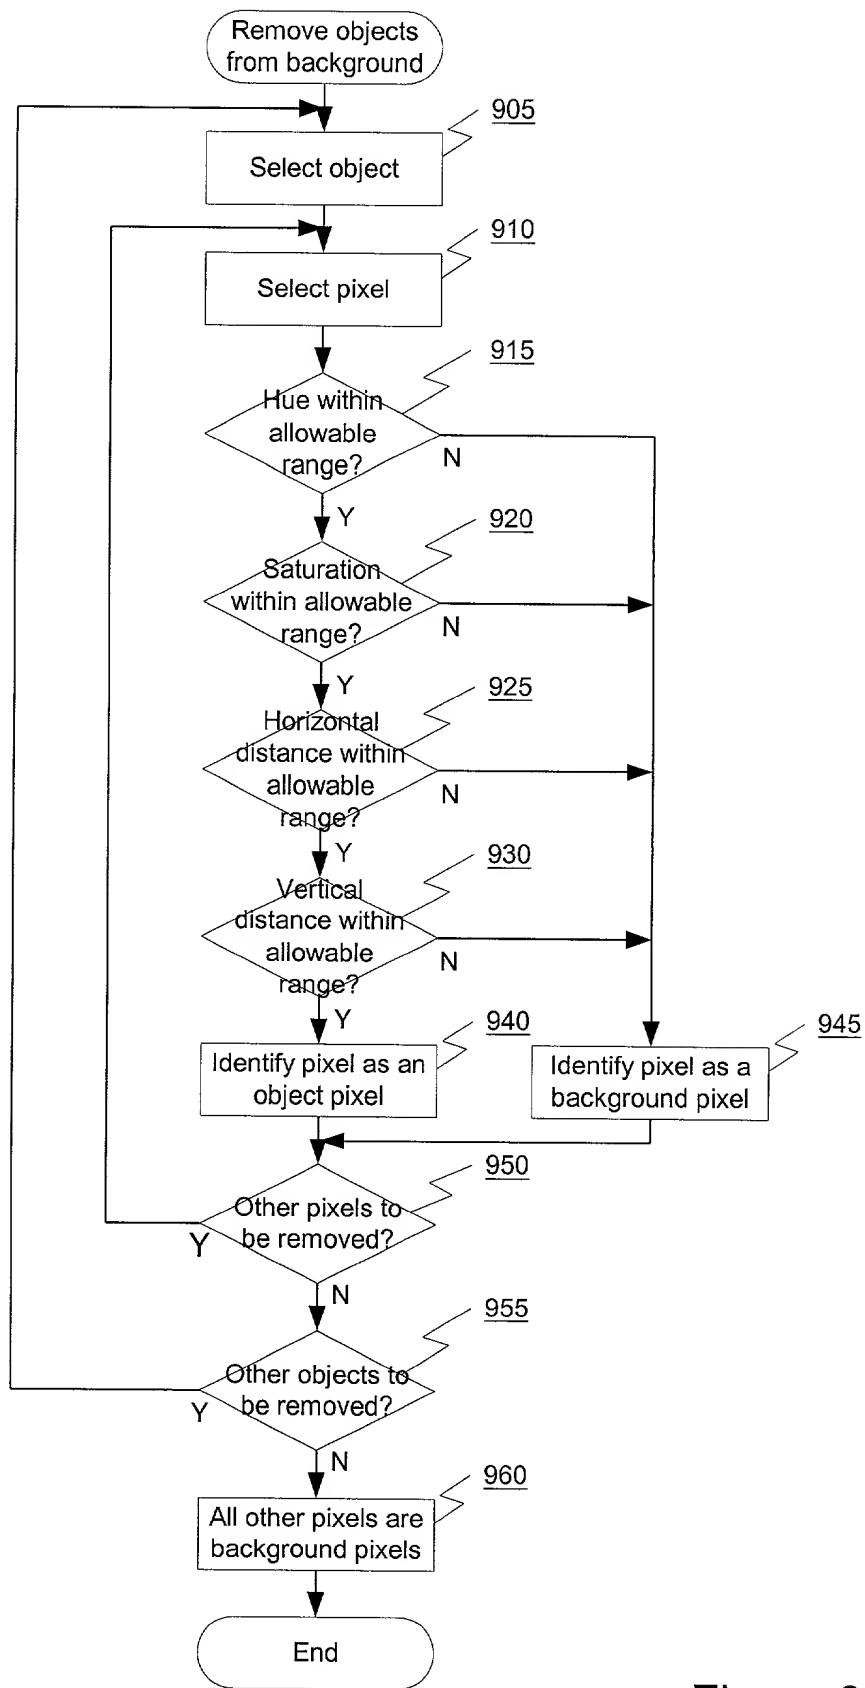 Remove objects
from background
905
Select object
910
Select pixel
915
Hue within
allowable
range?
N
Y
920
Saturation
within allowable
range?
N
Y
925
Horizontal
distance within
allowable
range?
N
Y
930
Vertical
distance within
allowable
range?
N
Y
940
Identify pixel as an
object pixel
945
Identify pixel as a
background pixel
950
Other pixels to
be removed?
Y
N
955
Other objects to
be removed?
Y
N
960
All other pixels are
background pixels
End